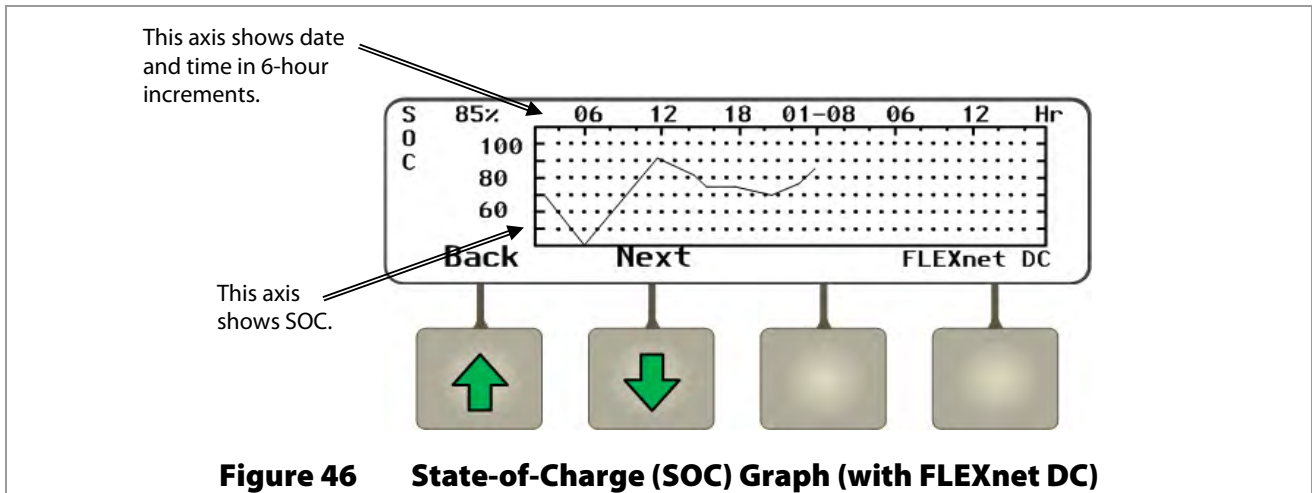 This axis shows date
and time in 6-hour
increments.
S 85% 06 12 18 01-08 06 12 Hr
O
C
100
80
60
Back Next FLEXnet DC
This axis
shows SOC.
Figure 46 State-of-Charge (SOC) Graph (with FLEXnet DC)